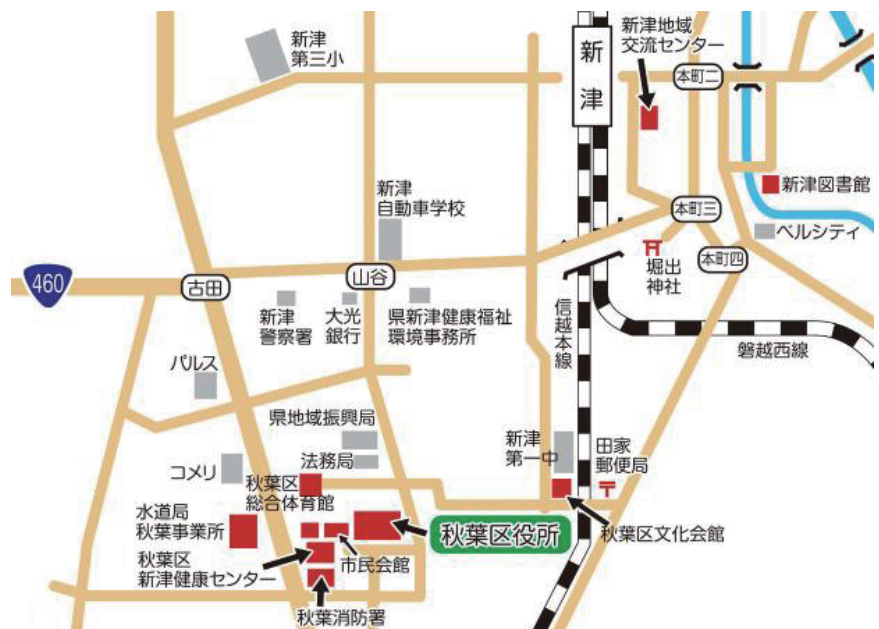 新津
第三小
新津
新津地域
交流センター
本町二
新津
自動車学校
新津図書館
本町三
ベルシティ
堀出
神社
本町四
460
古田
山谷
新津
警察署
大光
銀行
県新津健康福祉
環境事務所
信越本線
磐越西線
パルス
県地域振興局
法務局
新津
第一中
田家
郵便局
コメリ
秋葉区
総合体育館
水道局
秋葉事業所
秋葉区役所
秋葉区文化会館
市民会館
秋葉区
新津健康センター
秋葉消防署